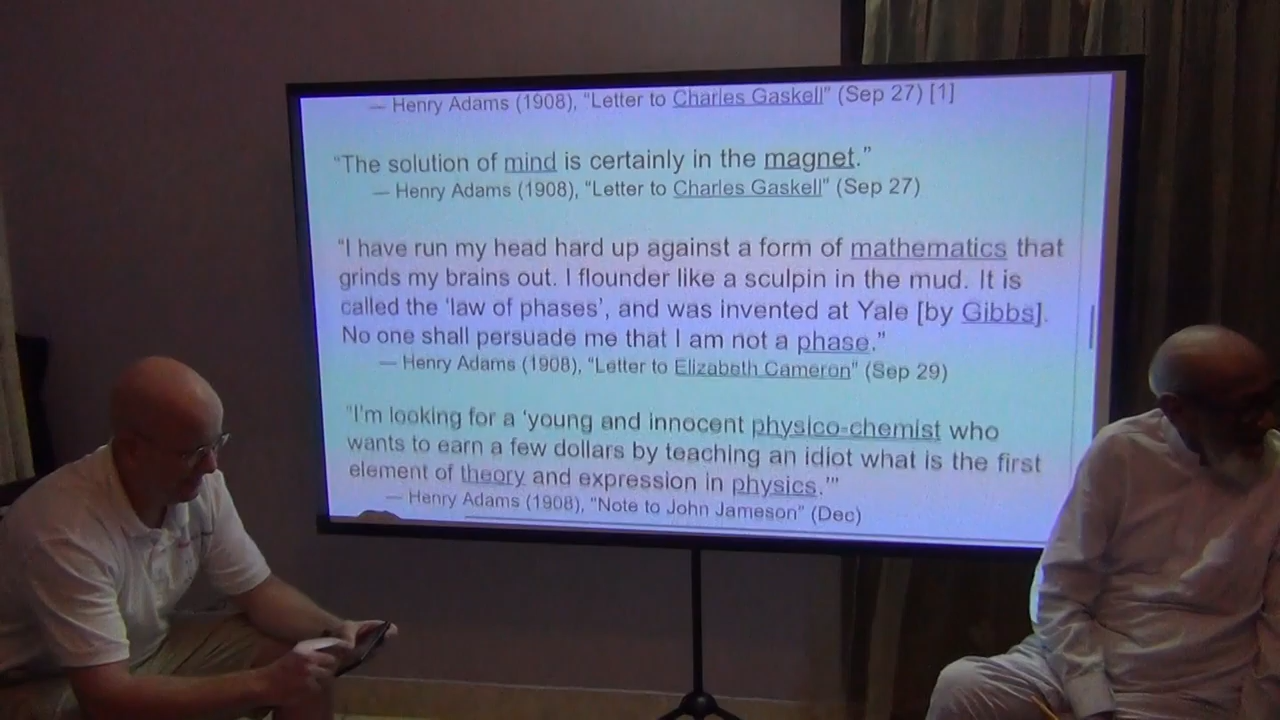 — Henry Adams (1908), “Letter to Charles Gaskell” (Sep 27) [1]
“The solution of mind is certainly in the magnet.”
— Henry Adams (1908), “Letter to Charles Gaskell” (Sep 27)
“I have run my head hard up against a form of mathematics that
grinds my brains out. I flounder like a sculpin in the mud. It is
called the ‘law of phases’, and was invented at Yale [by Gibbs].
No one shall persuade me that I am not a phase.”
— Henry Adams (1908), “Letter to Elizabeth Cameron” (Sep 29)
“I'm looking for a ‘young and innocent physico-chemist who
wants to earn a few dollars by teaching an idiot what is the first
element of theory and expression in physics.’”
— Henry Adams (1908), “Note to John Jameson” (Dec)